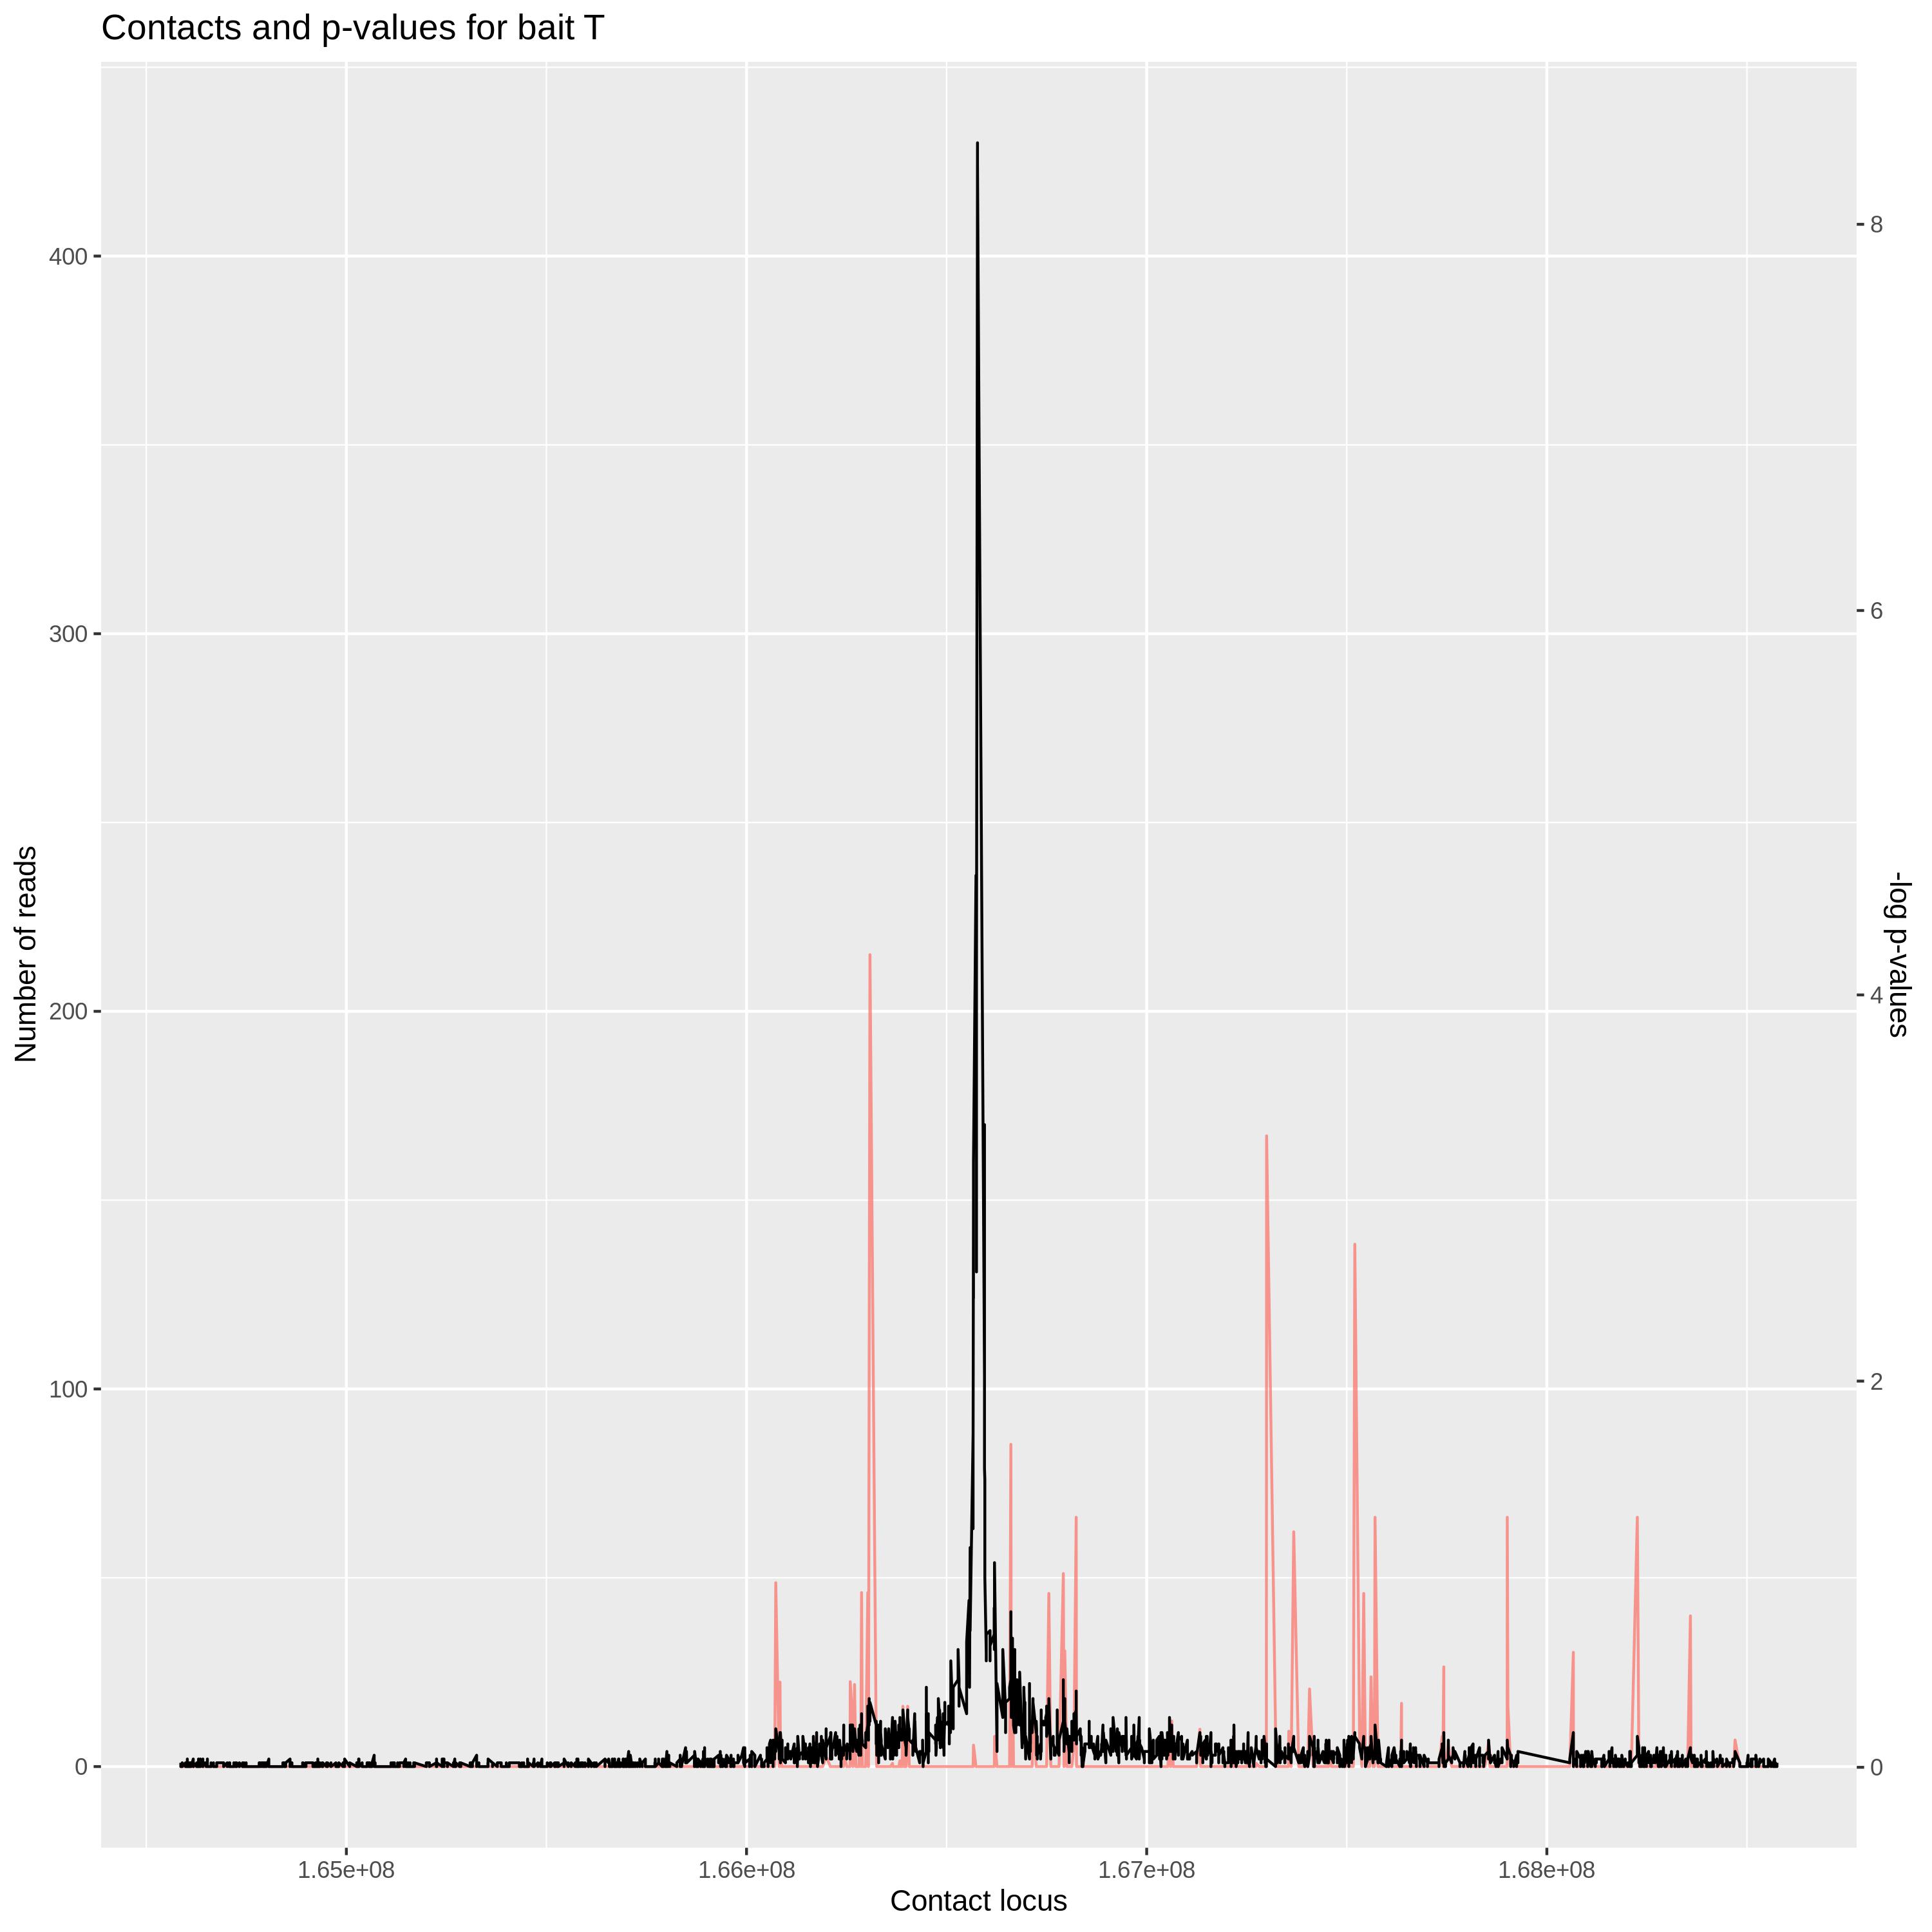 Contacts and p-values for bait T
Number of reads
400
300
200
100
0
8
6
4
2
0
-log p-values
1.65e+08
1.66e+08
1.67e+08
1.68e+08
Contact locus